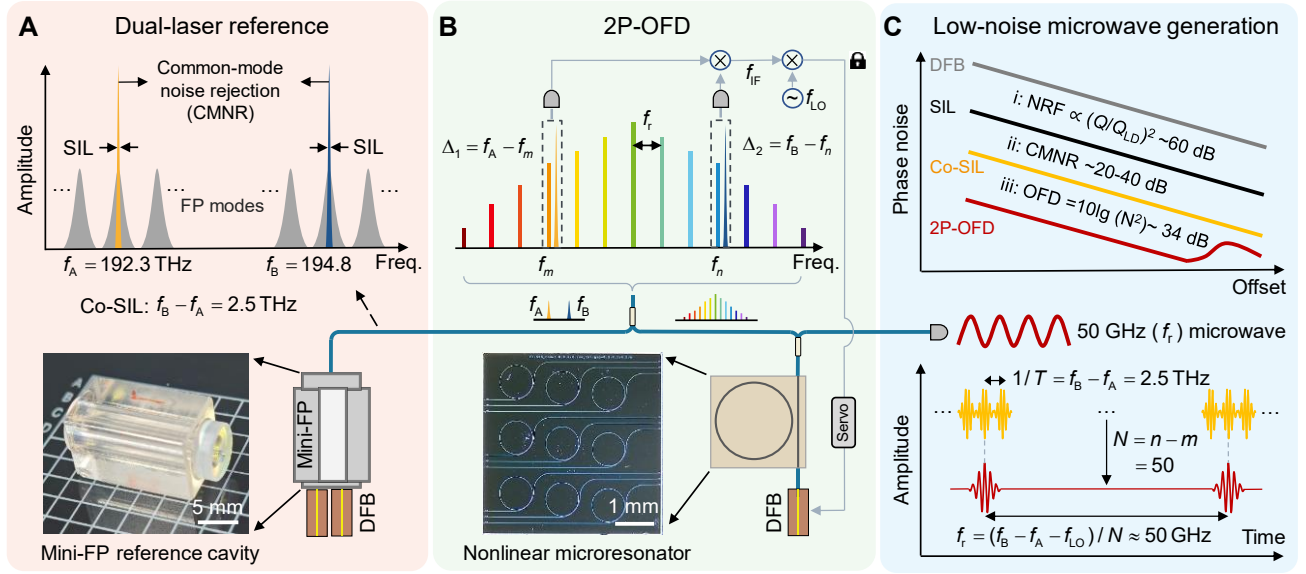 A Dual-laser reference
Amplitude
Common-mode
noise rejection
(CMNR)
SIL
SIL
...
...
...
FP modes
f_A = 192.3 THz
f_B = 194.8
Freq.
Co-SIL: f_B − f_A = 2.5 THz
Mini-FP
DFB
5 mm
Mini-FP reference cavity
B 2P-OFD
f_IF
~ f_LO
f_r
Δ_1 = f_A − f_m
Δ_2 = f_B − f_n
f_m
f_n
Freq.
f_A
f_B
Servo
1 mm
DFB
Nonlinear microresonator
C Low-noise microwave generation
Phase noise
DFB
SIL
Co-SIL
2P-OFD
i: NRF ∝ (Q/Q_LD)^2 ~60 dB
ii: CMNR ~20-40 dB
iii: OFD =10lg (N^2)~ 34 dB
Offset
50 GHz (f_r) microwave
Amplitude
1/T = f_B − f_A = 2.5 THz
...
...
...
N = n − m
= 50
f_r = (f_B − f_A − f_LO) / N ≈ 50 GHz
Time